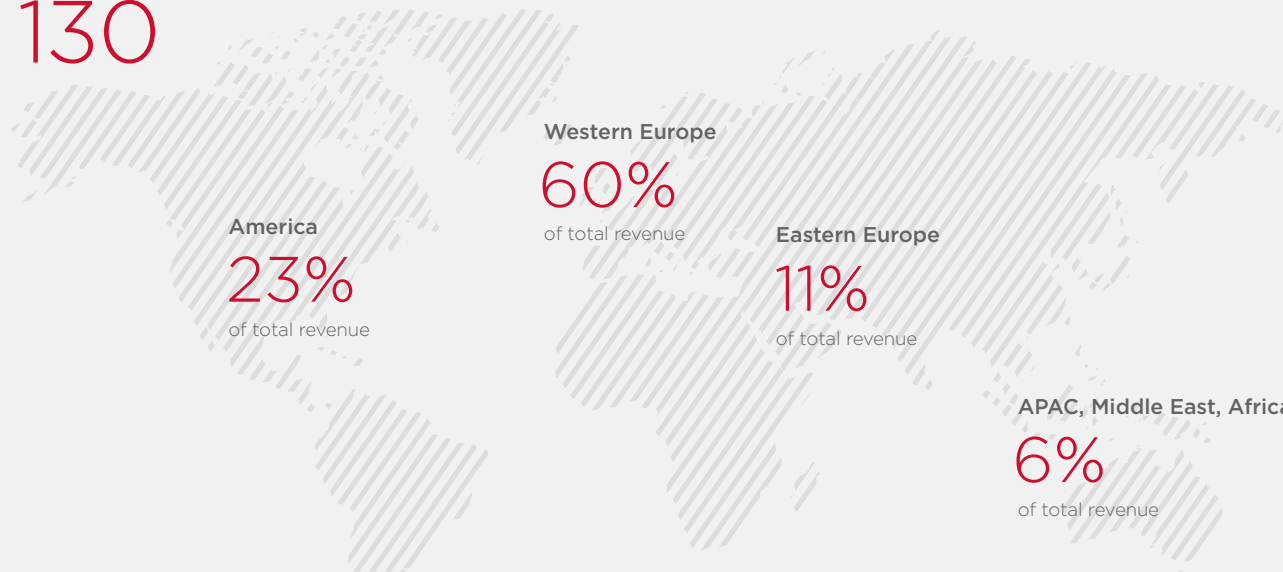 130
Western Europe
60%
of total revenue
America
23%
of total revenue
Eastern Europe
11%
of total revenue
APAC, Middle East, Africa
6%
of total revenue